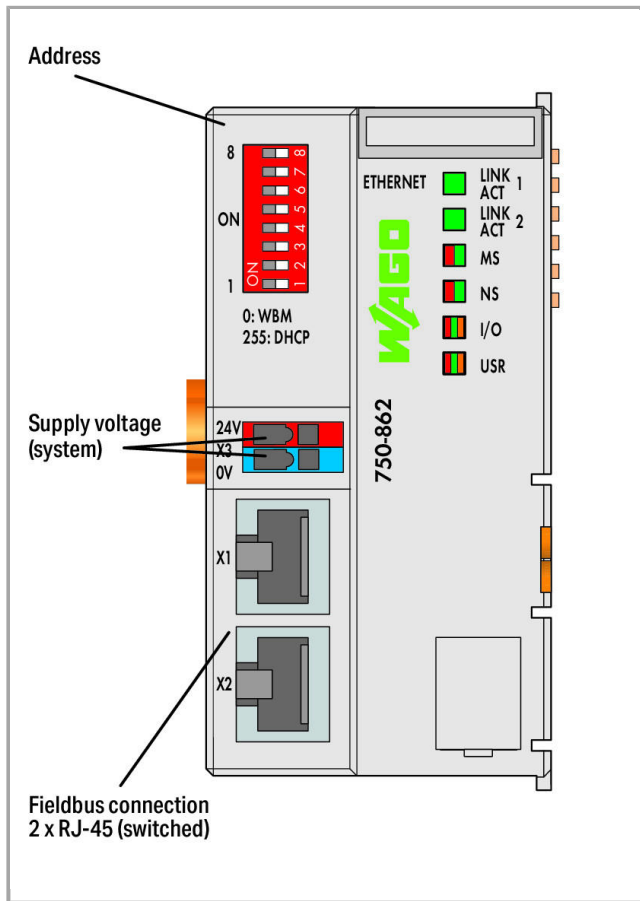 Address
8
ON
1
ON
8
7
6
5
4
3
2
1
0: WBM
255: DHCP
Supply voltage
(system)
24V
X3
0V
X1
X2
Fieldbus connection
2 x RJ-45 (switched)
ETHERNET
LINK
ACT 1
LINK
ACT 2
MS
NS
I/O
USR
WAGO
750-862